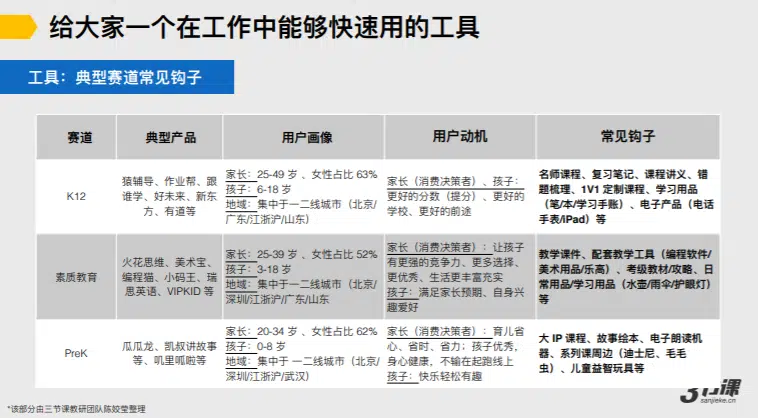 给大家一个在工作中能够快速用的工具
工具：典型赛道常见钩子
赛道
典型产品
用户画像
用户动机
常见钩子
K12
猿辅导、作业帮、跟
谁学、好未来、新东
方、有道等
家长：25-49 岁 、女性占比 63%
孩子：6-18 岁
地域：集中于一二线城市（北京/
广东/江浙沪/山东）
家长（消费决策者）、孩子：
更好的分数（提分）、更好的
学校、更好的前途
名师课程、复习笔记、课程讲义、错
题梳理、1V1 定制课程、学习用品
（笔/本/学习手账）、电子产品（电话
手表/IPad）等
素质教育
火花思维、美术宝、
编程猫、小码王、瑞
思英语、VIPKID 等
家长：25-39 岁、女性占比 52%
孩子：3-18 岁
地域：集中于一二线城市（北京/
深圳/江浙沪/广东/山东
家长（消费决策者）：让孩子
有更强的竞争力、更多选择、
更优秀、生活更丰富充实
孩子：满足家长预期、自身兴
趣爱好
教学课件、配套教学工具（编程软件/
美术用品/乐高）、考级教材/攻略、日
常用品/学习用品（水壶/雨伞/护眼灯）
等
PreK
瓜瓜龙、凯叔讲故事
等、叽里呱啦等
家长：20-34 岁 、女性占比 62%
孩子：0-8 岁
地域：集中于 一二线城市（北京/
深圳/江浙沪/武汉）
家长（消费决策者）：育儿省
心、省时、省力；孩子优秀，
身心健康，不输在起跑线上
孩子：快乐轻松有趣
大 IP 课程、故事绘本、电子朗读机
器、系列课周边（迪士尼、毛毛
虫）、儿童益智玩具等
3节课
sanjieke.cn
*该部分由三节课教研团队陈姣莹整理